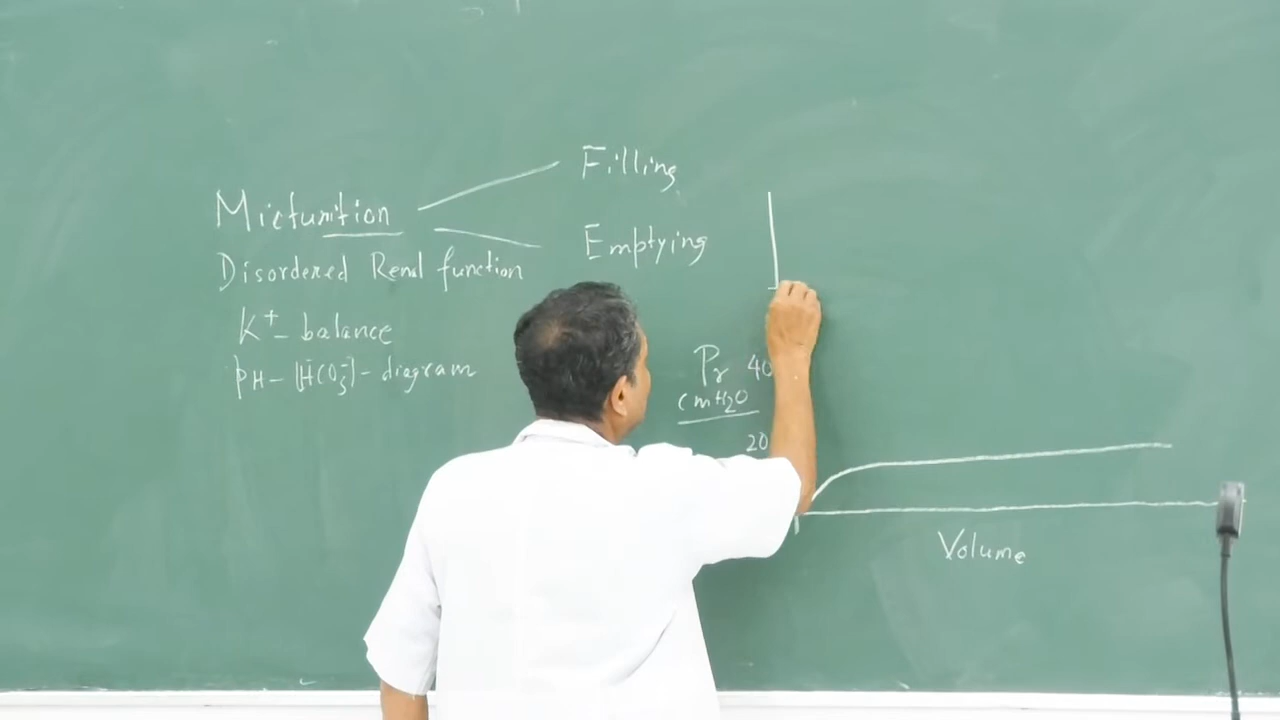 Filling
Micturition
Emptying
Disordered Renal function
K+ - balance
Pr 40
PH - [HCO3-] - diagram
cmH2O
20
Volume